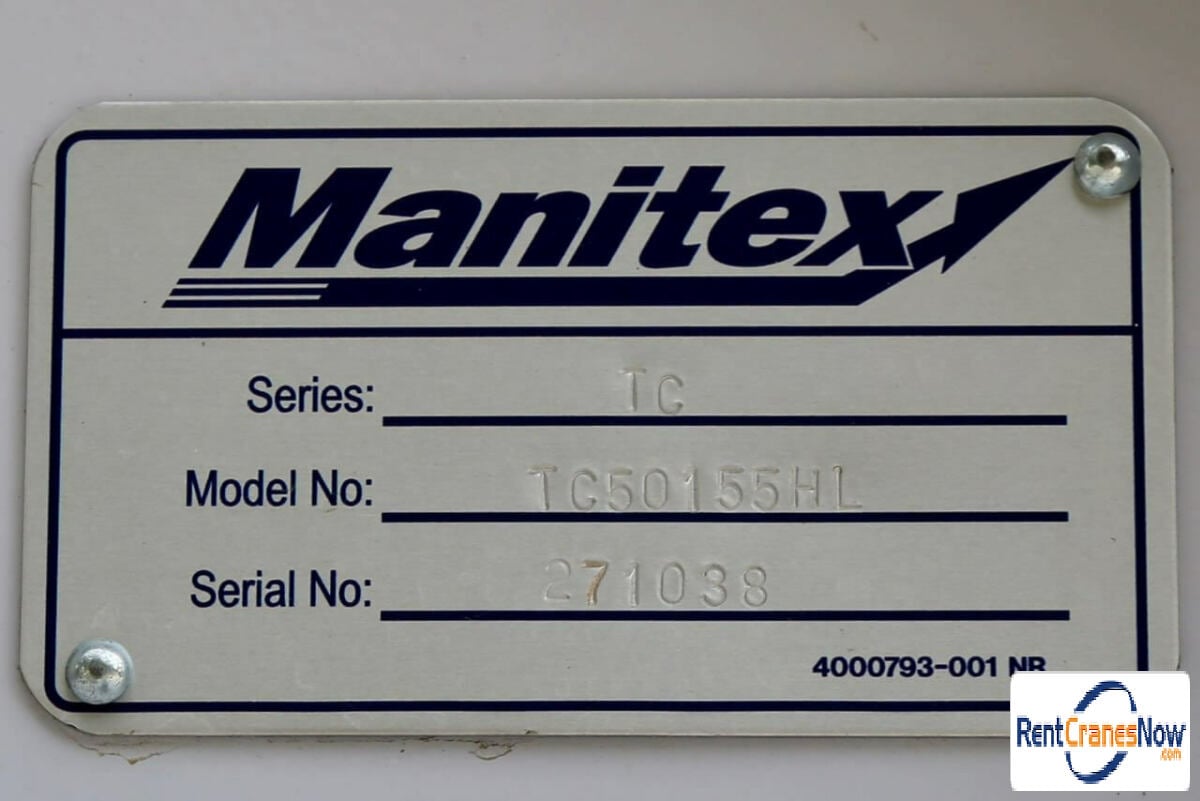 Manitex
Series: TC
Model No: TC50155HL
Serial No: 271038
4000793-001 NR
RentCranesNow
.com